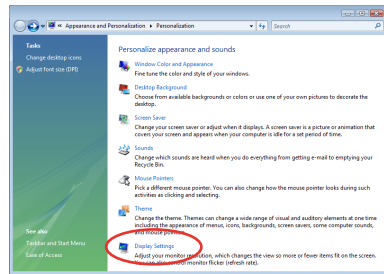 « Appearance and Personalization ▸ Personalization
Search
Tasks
Change desktop icons
Adjust font size (DPI)
Personalize appearance and sounds
Window Color and Appearance
Fine tune the color and style of your windows.
Desktop Background
Choose from available backgrounds or colors or use one of your own pictures to decorate the
desktop.
Screen Saver
Change your screen saver or adjust when it displays. A screen saver is a picture or animation that
covers your screen and appears when your computer is idle for a set period of time.
Sounds
Change which sounds are heard when you do everything from getting e-mail to emptying your
Recycle Bin.
Mouse Pointers
Pick a different mouse pointer. You can also change how the mouse pointer looks during such
activities as clicking and selecting.
Theme
Change the theme. Themes can change a wide range of visual and auditory elements at one time
including the appearance of menus, icons, backgrounds, screen savers, some computer sounds,
and mouse pointers.
Display Settings
Adjust your monitor resolution, which changes the view so more or fewer items fit on the screen.
You can also control monitor flicker (refresh rate).
See also
Taskbar and Start Menu
Ease of Access